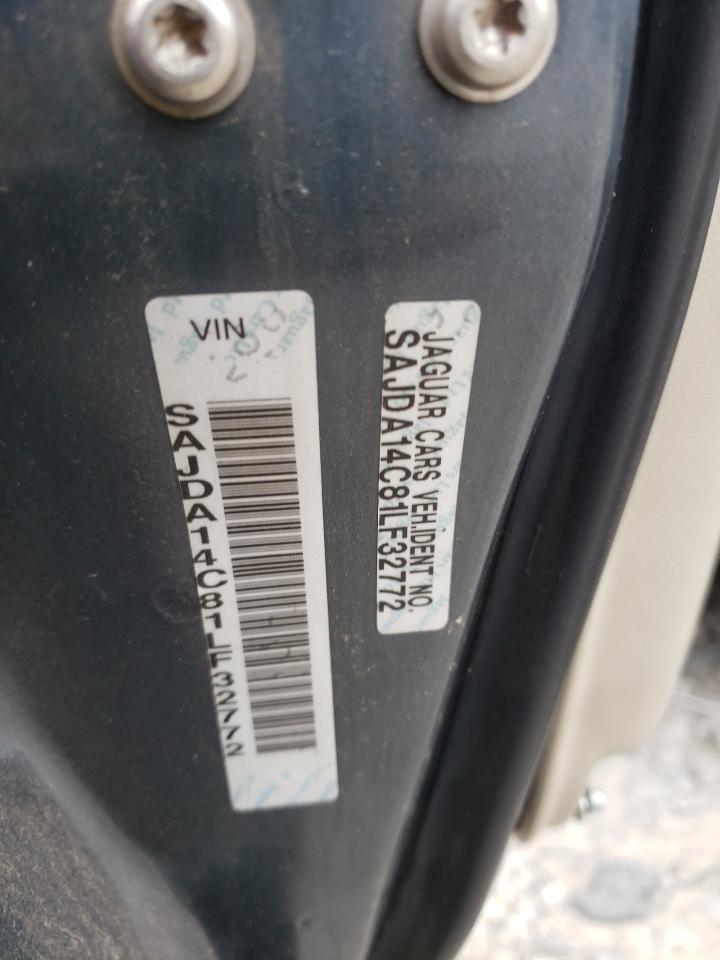 VIN
SAJDA14C81LF32772
JAGUAR CARS VEH.IDENT NO.
SAJDA14C81LF32772